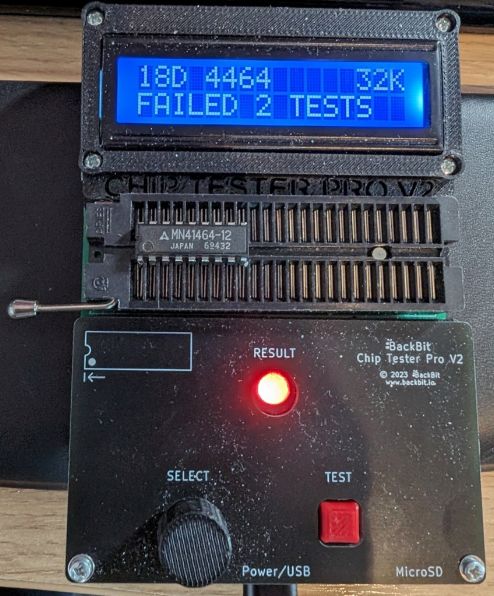 18D 4464 32K
FAILED 2 TESTS
CHIP TESTER PRO V2
MN41464-12
JAPAN 69432
RESULT
BackBit
Chip Tester Pro V2
© 2023 BackBit
www.backbit.io
1←
SELECT
TEST
Power/USB
MicroSD